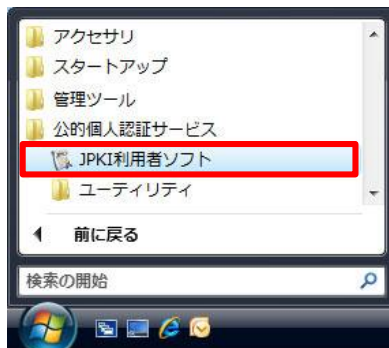 アクセサリ
スタートアップ
管理ツール
公的個人認証サービス
JPKI利用者ソフト
ユーティリティ
前に戻る
検索の開始